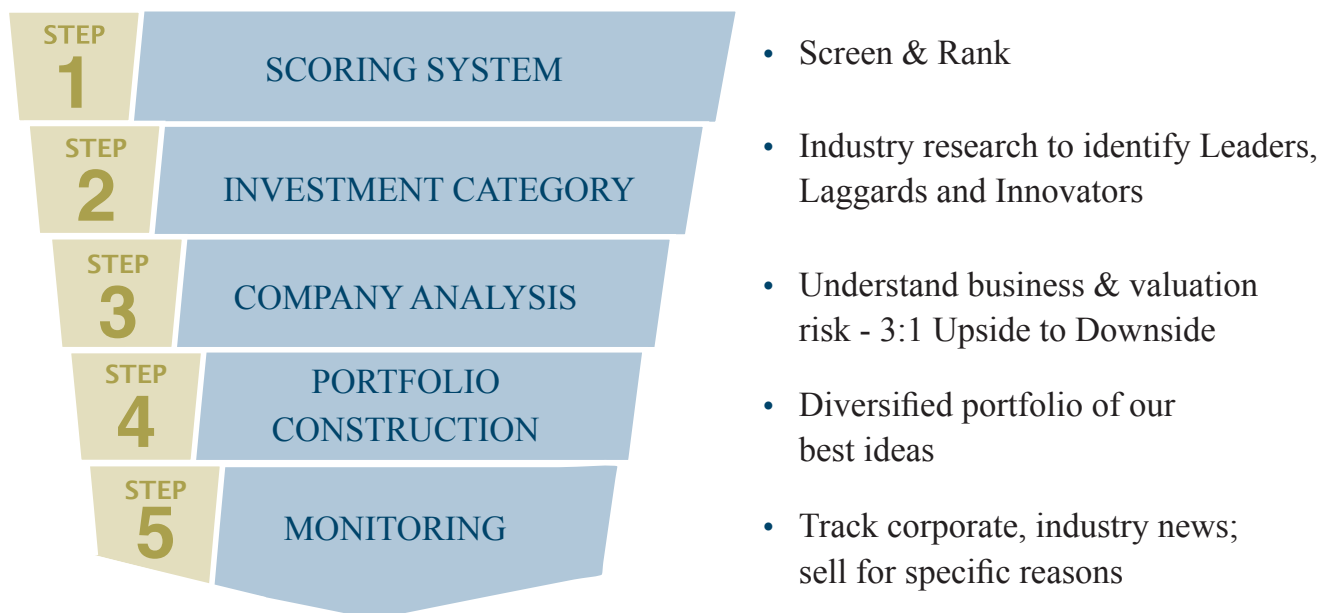 STEP
1
SCORING SYSTEM
• Screen & Rank
STEP
2
INVESTMENT CATEGORY
• Industry research to identify Leaders,
Laggards and Innovators
STEP
3
COMPANY ANALYSIS
• Understand business & valuation
risk - 3:1 Upside to Downside
STEP
4
PORTFOLIO
CONSTRUCTION
• Diversified portfolio of our
best ideas
STEP
5
MONITORING
• Track corporate, industry news;
sell for specific reasons